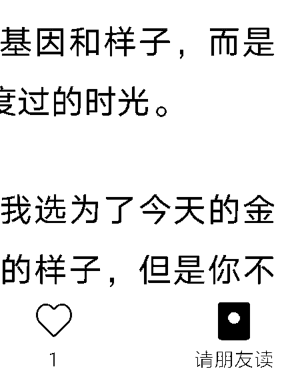 基因和样子，而是
度过的时光。
我选为了今天的金
的样子，但是你不
1
请朋友读